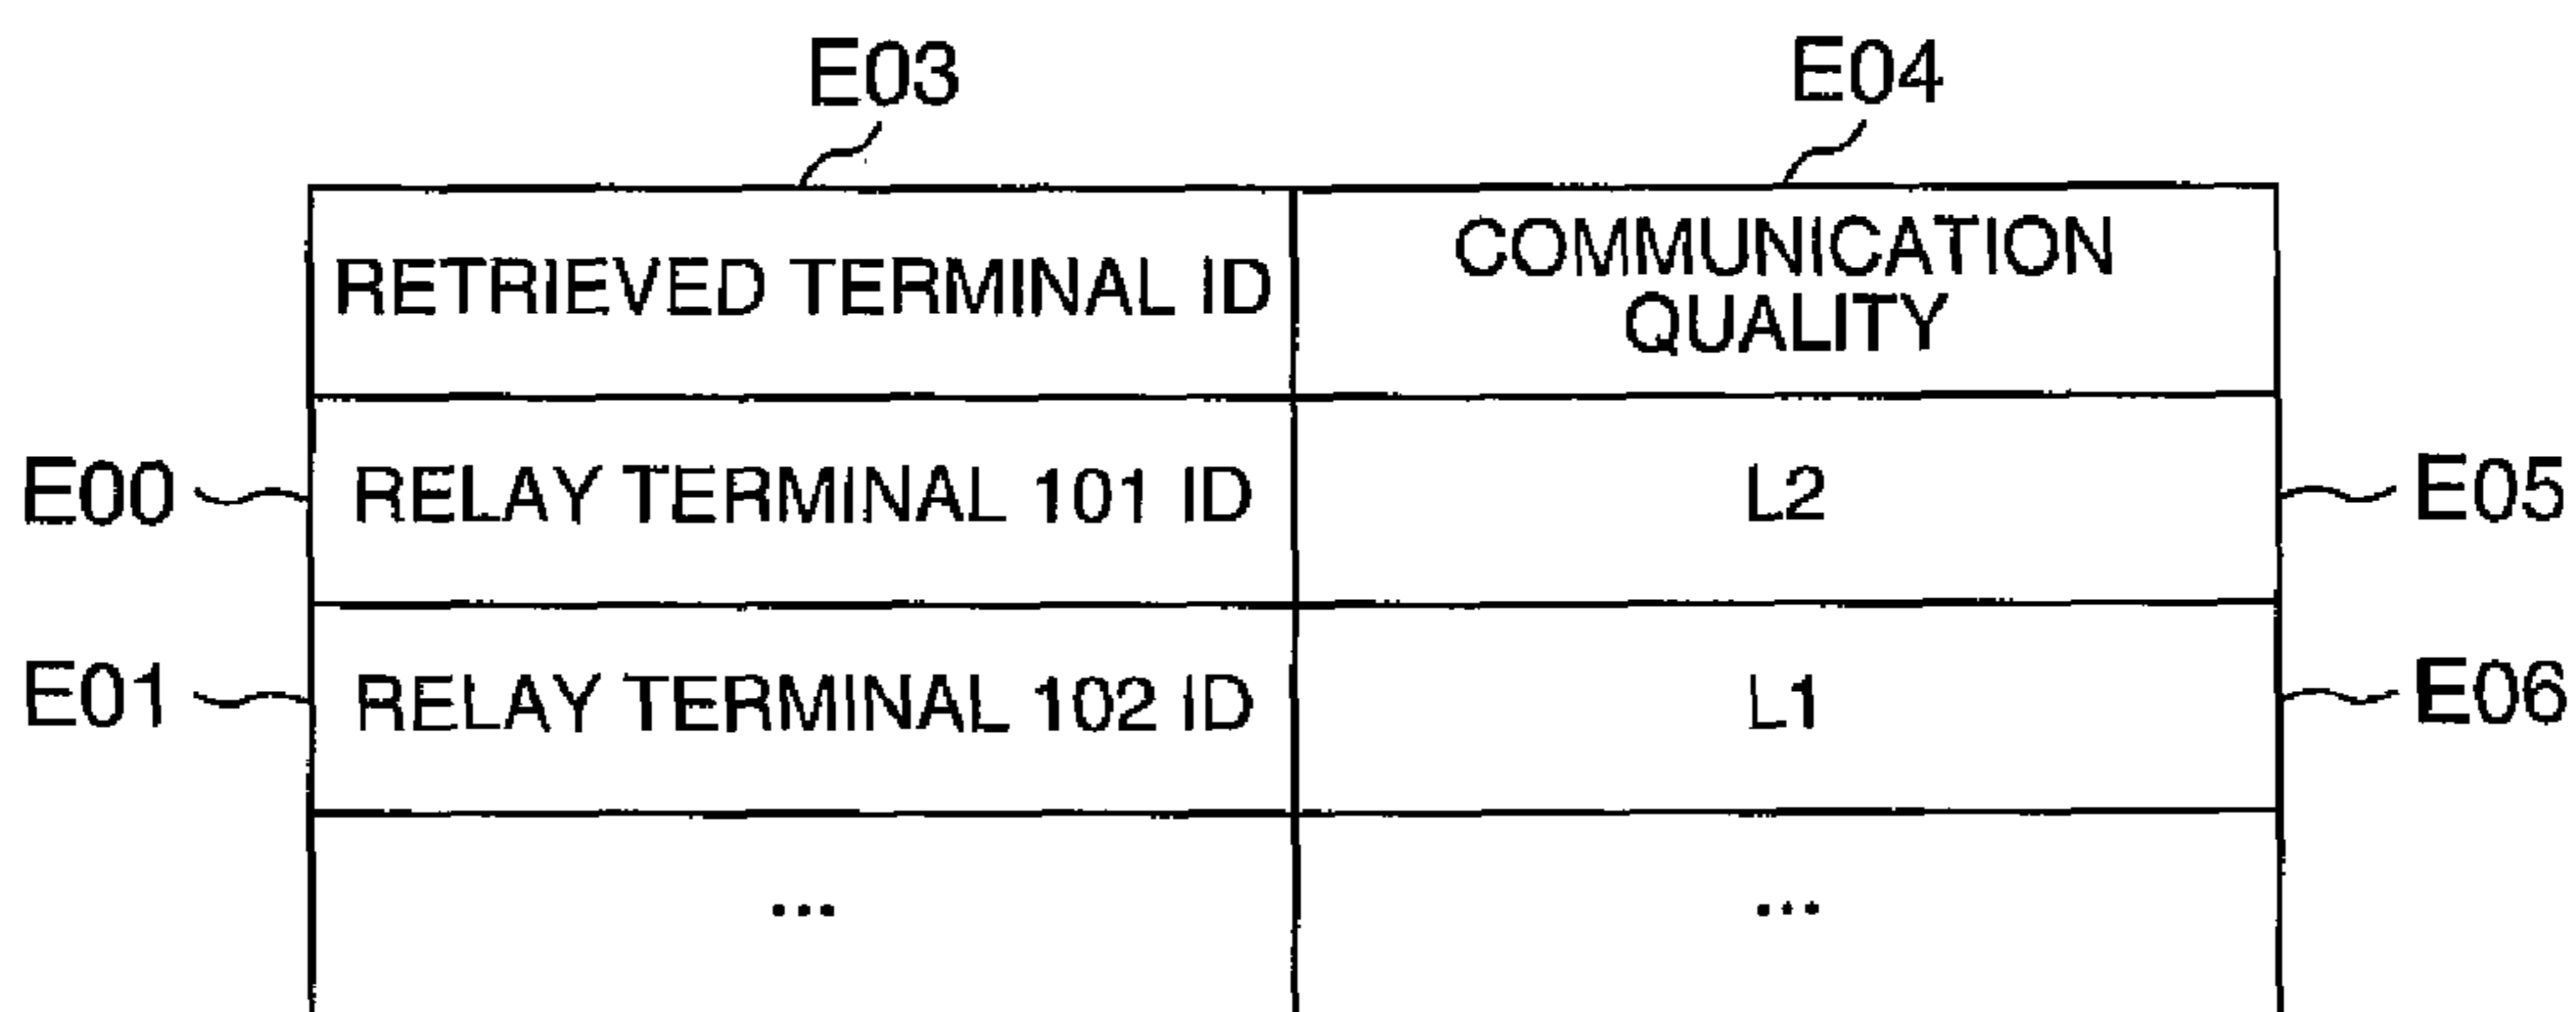 E03
E04
RETRIEVED TERMINAL ID
COMMUNICATION
QUALITY
E00
RELAY TERMINAL 101 ID
L2
E05
E01
RELAY TERMINAL 102 ID
L1
E06
...
...